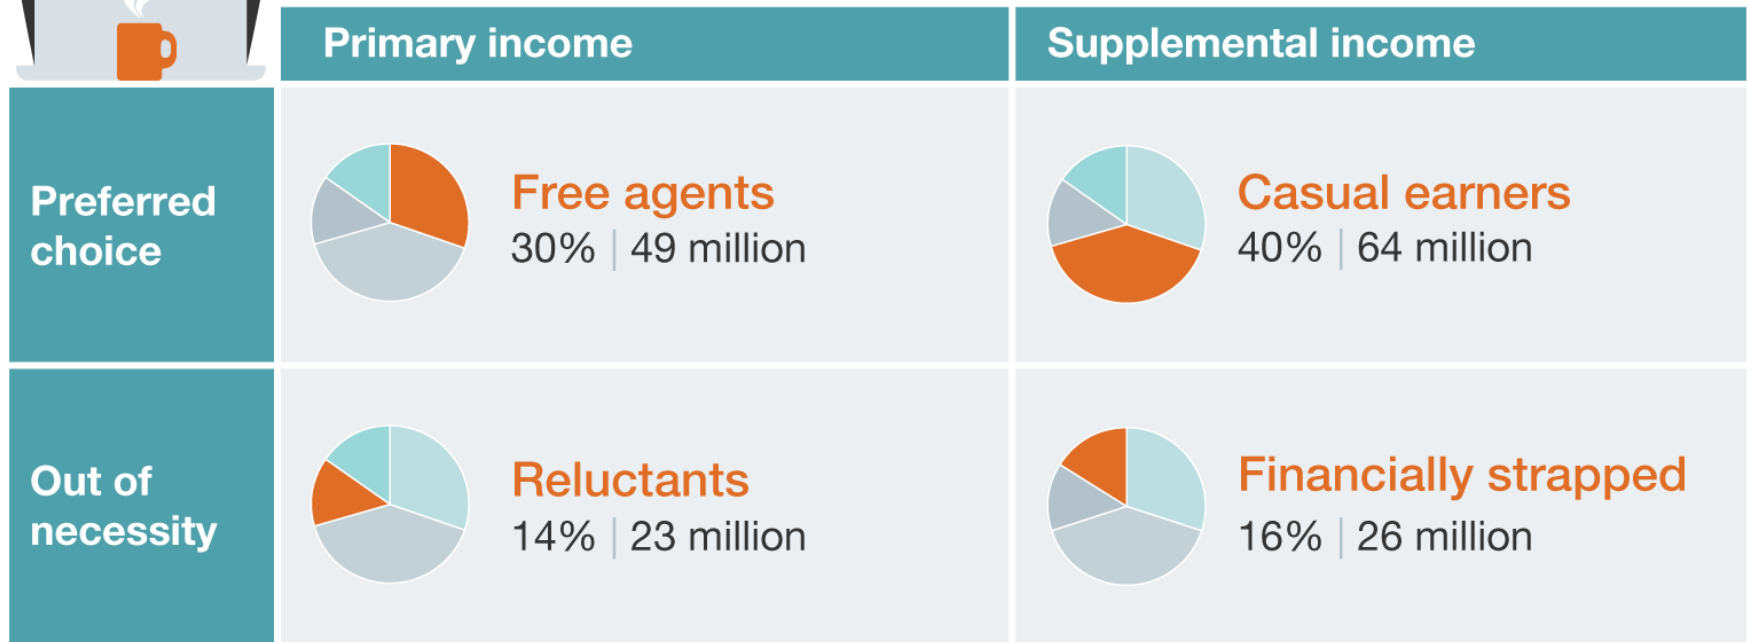 Primary income
Supplemental income
Preferred
choice
Free agents
30% | 49 million
Casual earners
40% | 64 million
Out of
necessity
Reluctants
14% | 23 million
Financially strapped
16% | 26 million